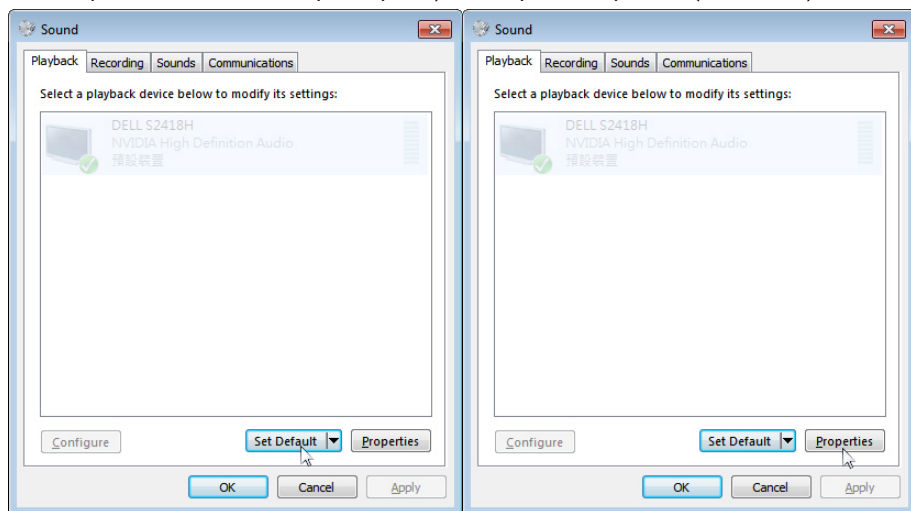 Sound
Playback Recording Sounds Communications
Select a playback device below to modify its settings:
DELL S2418H
NVIDIA High Definition Audio
預設裝置
Configure Set Default Properties
OK Cancel Apply
Sound
Playback Recording Sounds Communications
Select a playback device below to modify its settings:
DELL S2418H
NVIDIA High Definition Audio
預設裝置
Configure Set Default Properties
OK Cancel Apply